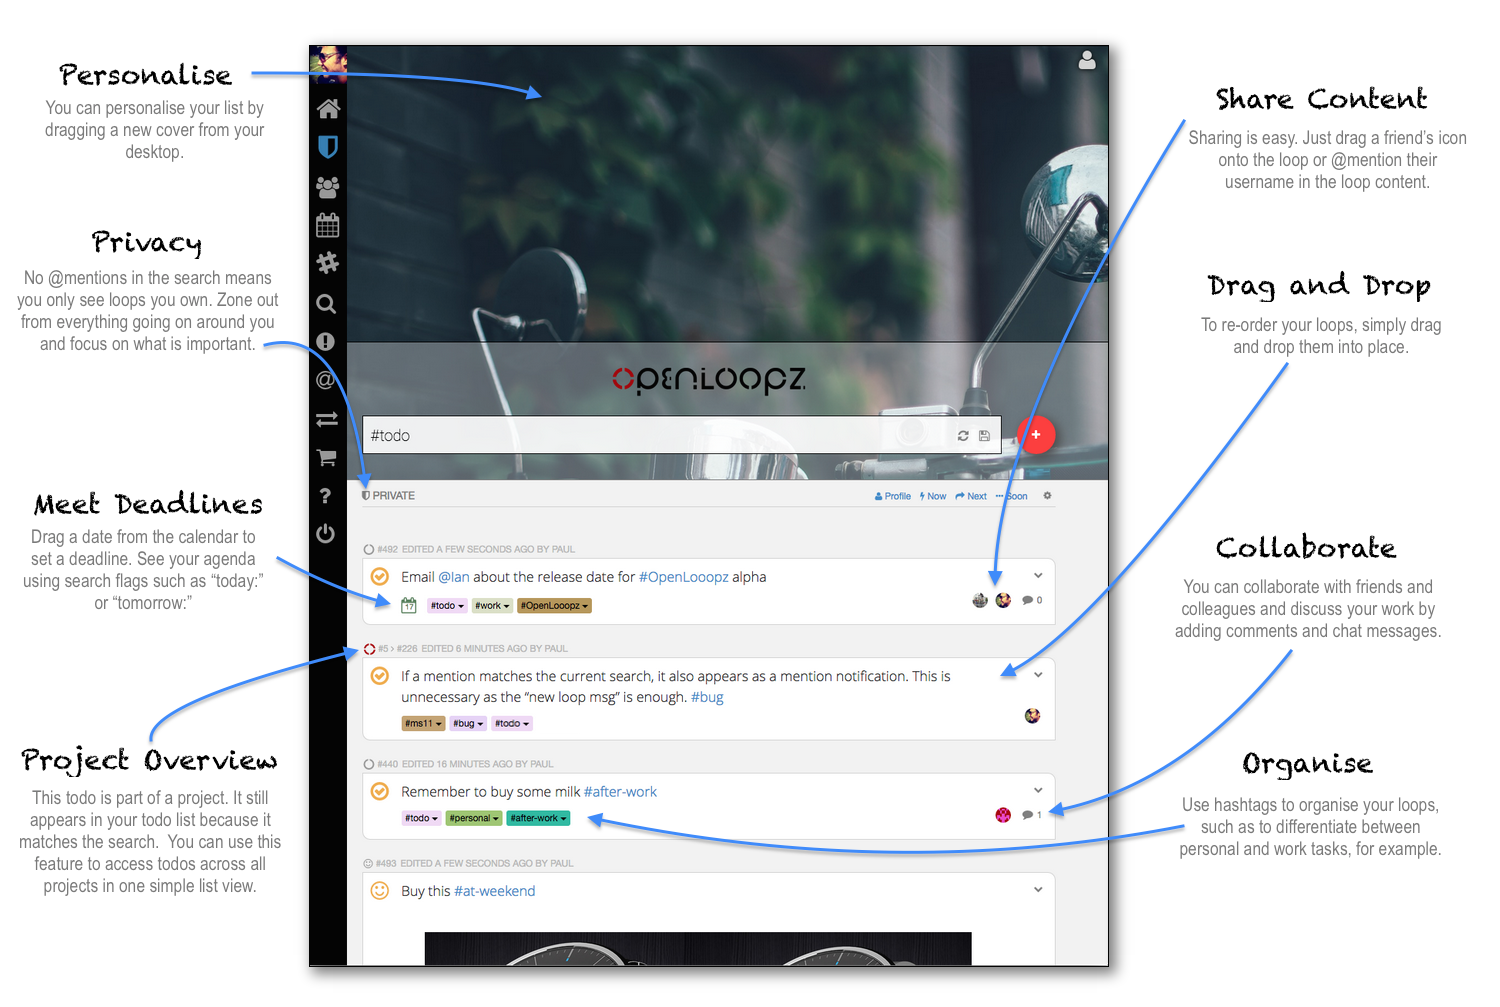 Personalise
You can personalise your list by
dragging a new cover from your
desktop.
Privacy
No @mentions in the search means
you only see loops you own. Zone out
from everything going on around you
and focus on what is important.
Meet Deadlines
Drag a date from the calendar to
set a deadline. See your agenda
using search flags such as “today:”
or “tomorrow:”
Project Overview
This todo is part of a project. It still
appears in your todo list because it
matches the search. You can use this
feature to access todos across all
projects in one simple list view.
@
?
OPENLOOPZ
#todo
+
PRIVATE
Profile Now Next Soon
#492 EDITED A FEW SECONDS AGO BY PAUL
Email @Ian about the release date for #OpenLooopz alpha
17 #todo #work #OpenLooopz 0
#5 › #226 EDITED 6 MINUTES AGO BY PAUL
If a mention matches the current search, it also appears as a mention notification. This is
unnecessary as the “new loop msg” is enough. #bug
#ms11 #bug #todo
#440 EDITED 16 MINUTES AGO BY PAUL
Remember to buy some milk #after-work
#todo #personal #after-work 1
#493 EDITED A FEW SECONDS AGO BY PAUL
Buy this #at-weekend
Share Content
Sharing is easy. Just drag a friend’s icon
onto the loop or @mention their
username in the loop content.
Drag and Drop
To re-order your loops, simply drag
and drop them into place.
Collaborate
You can collaborate with friends and
colleagues and discuss your work by
adding comments and chat messages.
Organise
Use hashtags to organise your loops,
such as to differentiate between
personal and work tasks, for example.